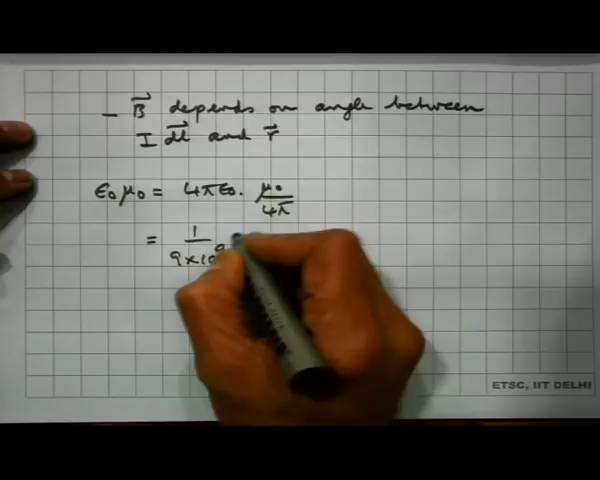 - B⃗ depends on angle between
I dl⃗ and r⃗
ε₀μ₀ = 4πε₀. μ₀/4π
= 1/9×10⁹
ETSC, IIT DELHI